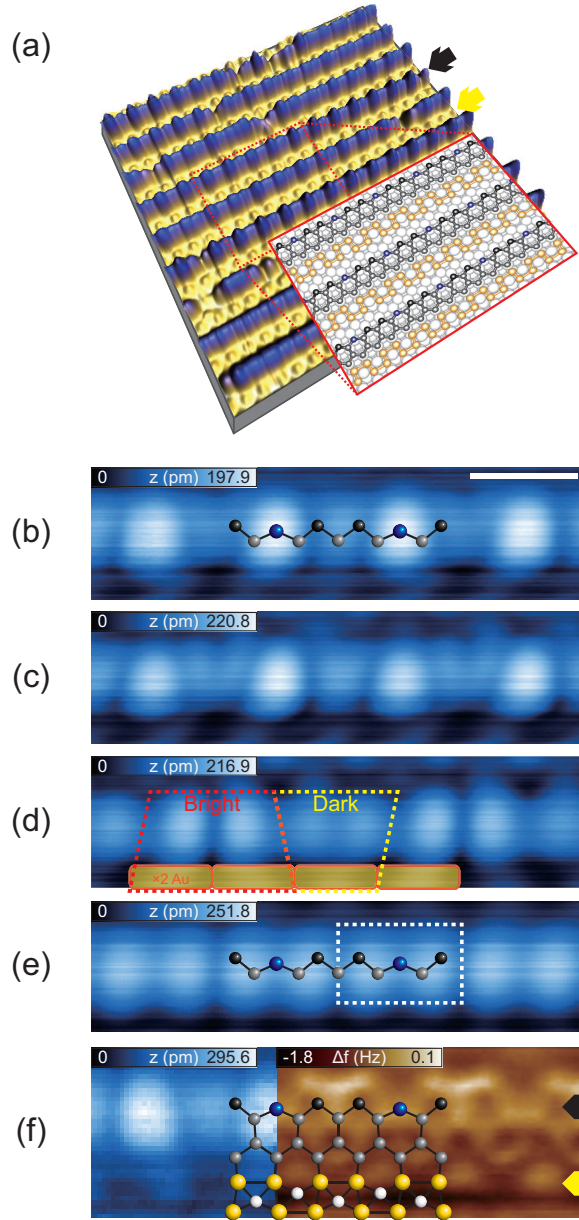 (a)
(b)
0 z (pm) 197.9
(c)
0 z (pm) 220.8
(d)
0 z (pm) 216.9
Bright Dark
×2 Au
(e)
0 z (pm) 251.8
(f)
0 z (pm) 295.6 -1.8 Δf (Hz) 0.1